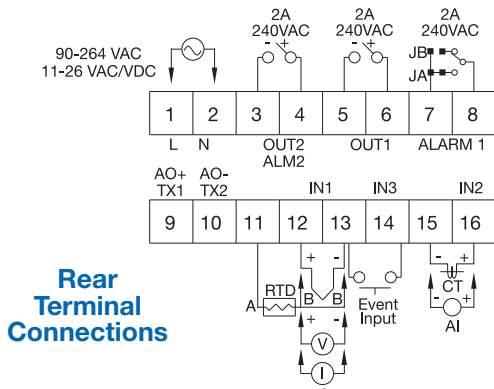 2A 2A 2A
240VAC 240VAC 240VAC
90-264 VAC
11-26 VAC/VDC
- + - + JB
JA
1 2 3 4 5 6 7 8
L N OUT2 OUT1 ALARM 1
ALM2
AO+ AO-
TX1 TX2 IN1 IN3 IN2
9 10 11 12 13 14 15 16
+ - - +
RTD CT
A B B Event
Input
+ - - +
V AI
I
Rear
Terminal
Connections